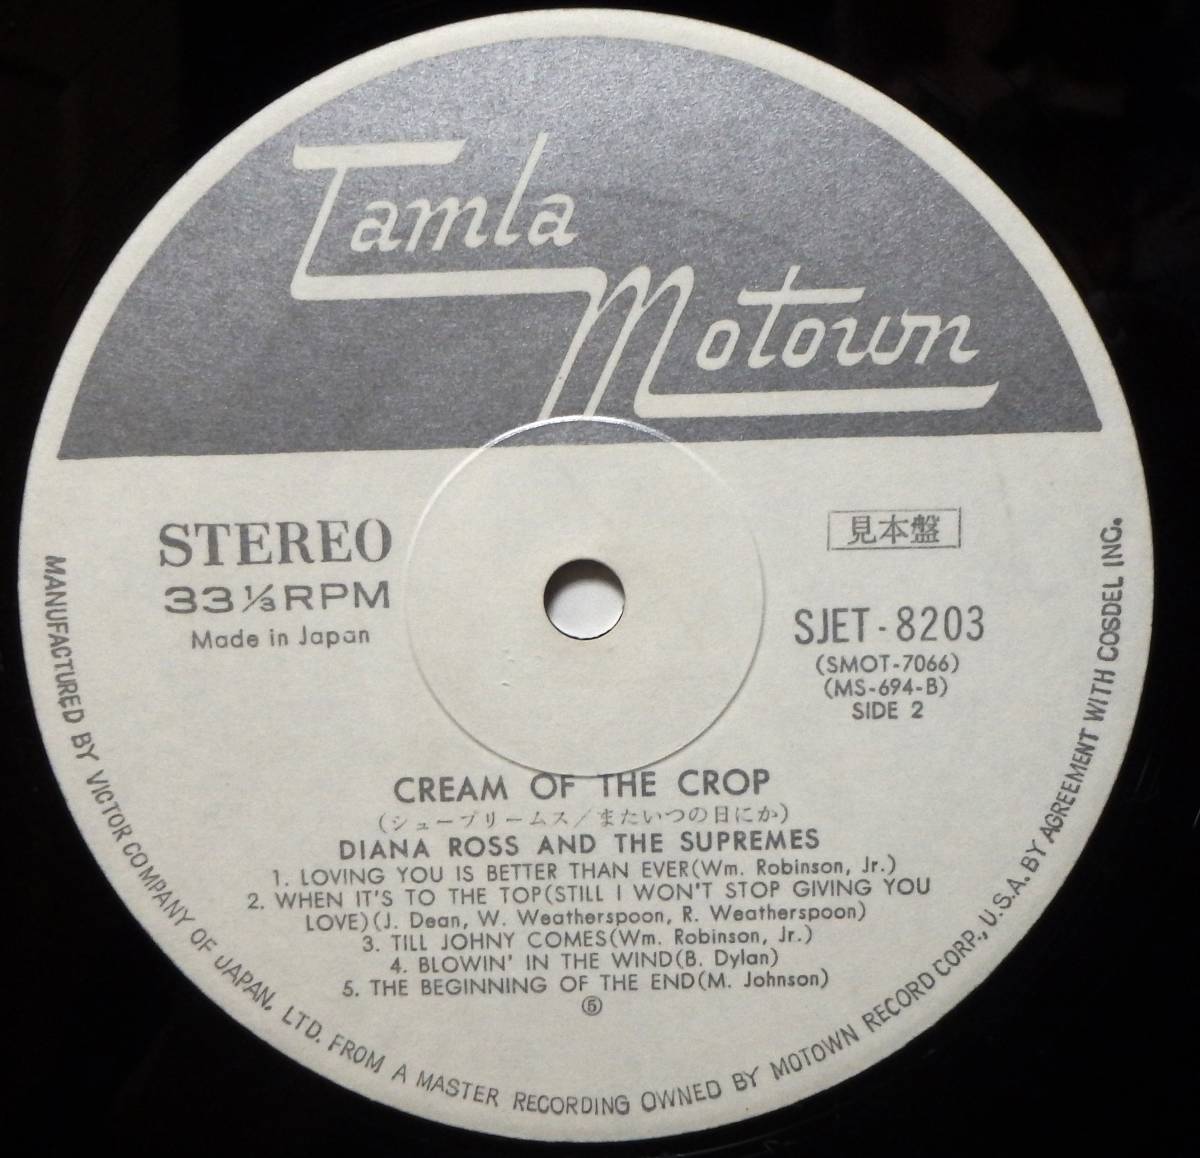 Tamla
Motown
STEREO
33⅓RPM
Made in Japan
見本盤
SJET-8203
(SMOT-7066)
(MS-694-B)
SIDE 2
CREAM OF THE CROP
(シュープリームス/またいつの日にか)
DIANA ROSS AND THE SUPREMES
1. LOVING YOU IS BETTER THAN EVER(Wm. Robinson, Jr.)
2. WHEN IT'S TO THE TOP(STILL I WON'T STOP GIVING YOU
LOVE)(J. Dean, W. Weatherspoon, R. Weatherspoon)
3. TILL JOHNY COMES(Wm. Robinson, Jr.)
4. BLOWIN' IN THE WIND(B. Dylan)
5. THE BEGINNING OF THE END(M. Johnson)
⑤
MANUFACTURED BY VICTOR COMPANY OF JAPAN, LTD. FROM A MASTER RECORDING OWNED BY MOTOWN RECORD CORP., U.S.A. BY AGREEMENT WITH COSDEL INC.